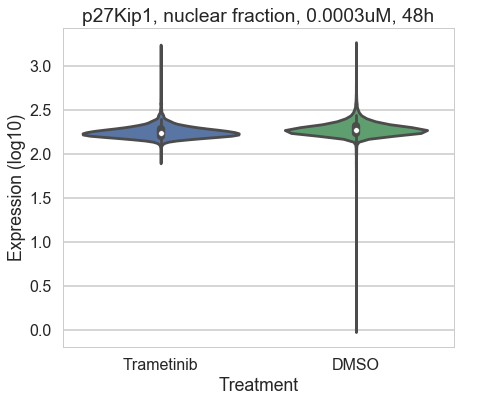 p27Kip1, nuclear fraction, 0.0003uM, 48h
Expression (log10)
3.0
2.5
2.0
1.5
1.0
0.5
0.0
Trametinib DMSO
Treatment